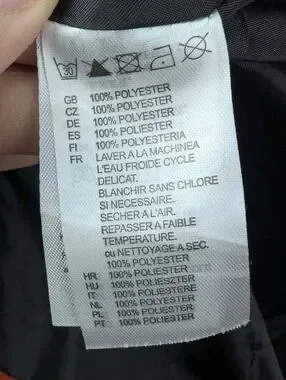 30
GB 100% POLYESTER
CZ 100% POLYESTER
DE 100% POLYESTER
ES 100% POLYESTER
FI 100% POLYESTERIA
FR LAVER A LA MACHINEA
L'EAU FROIDE CYCLE
DELICAT.
BLANCHIR SANS CHLORE
SI NECESSAIRE.
SECHER A L'AIR.
REPASSER A FAIBLE
TEMPERATURE.
ou NETTOYAGE A SEC.
100% POLYESTER
HR 100% POLIESTER
HU 100% POLIESZTER
IT 100% POLIESTERE
NL 100% POLYESTER
PL 100% POLIESTER
PT 100% POLIESTER